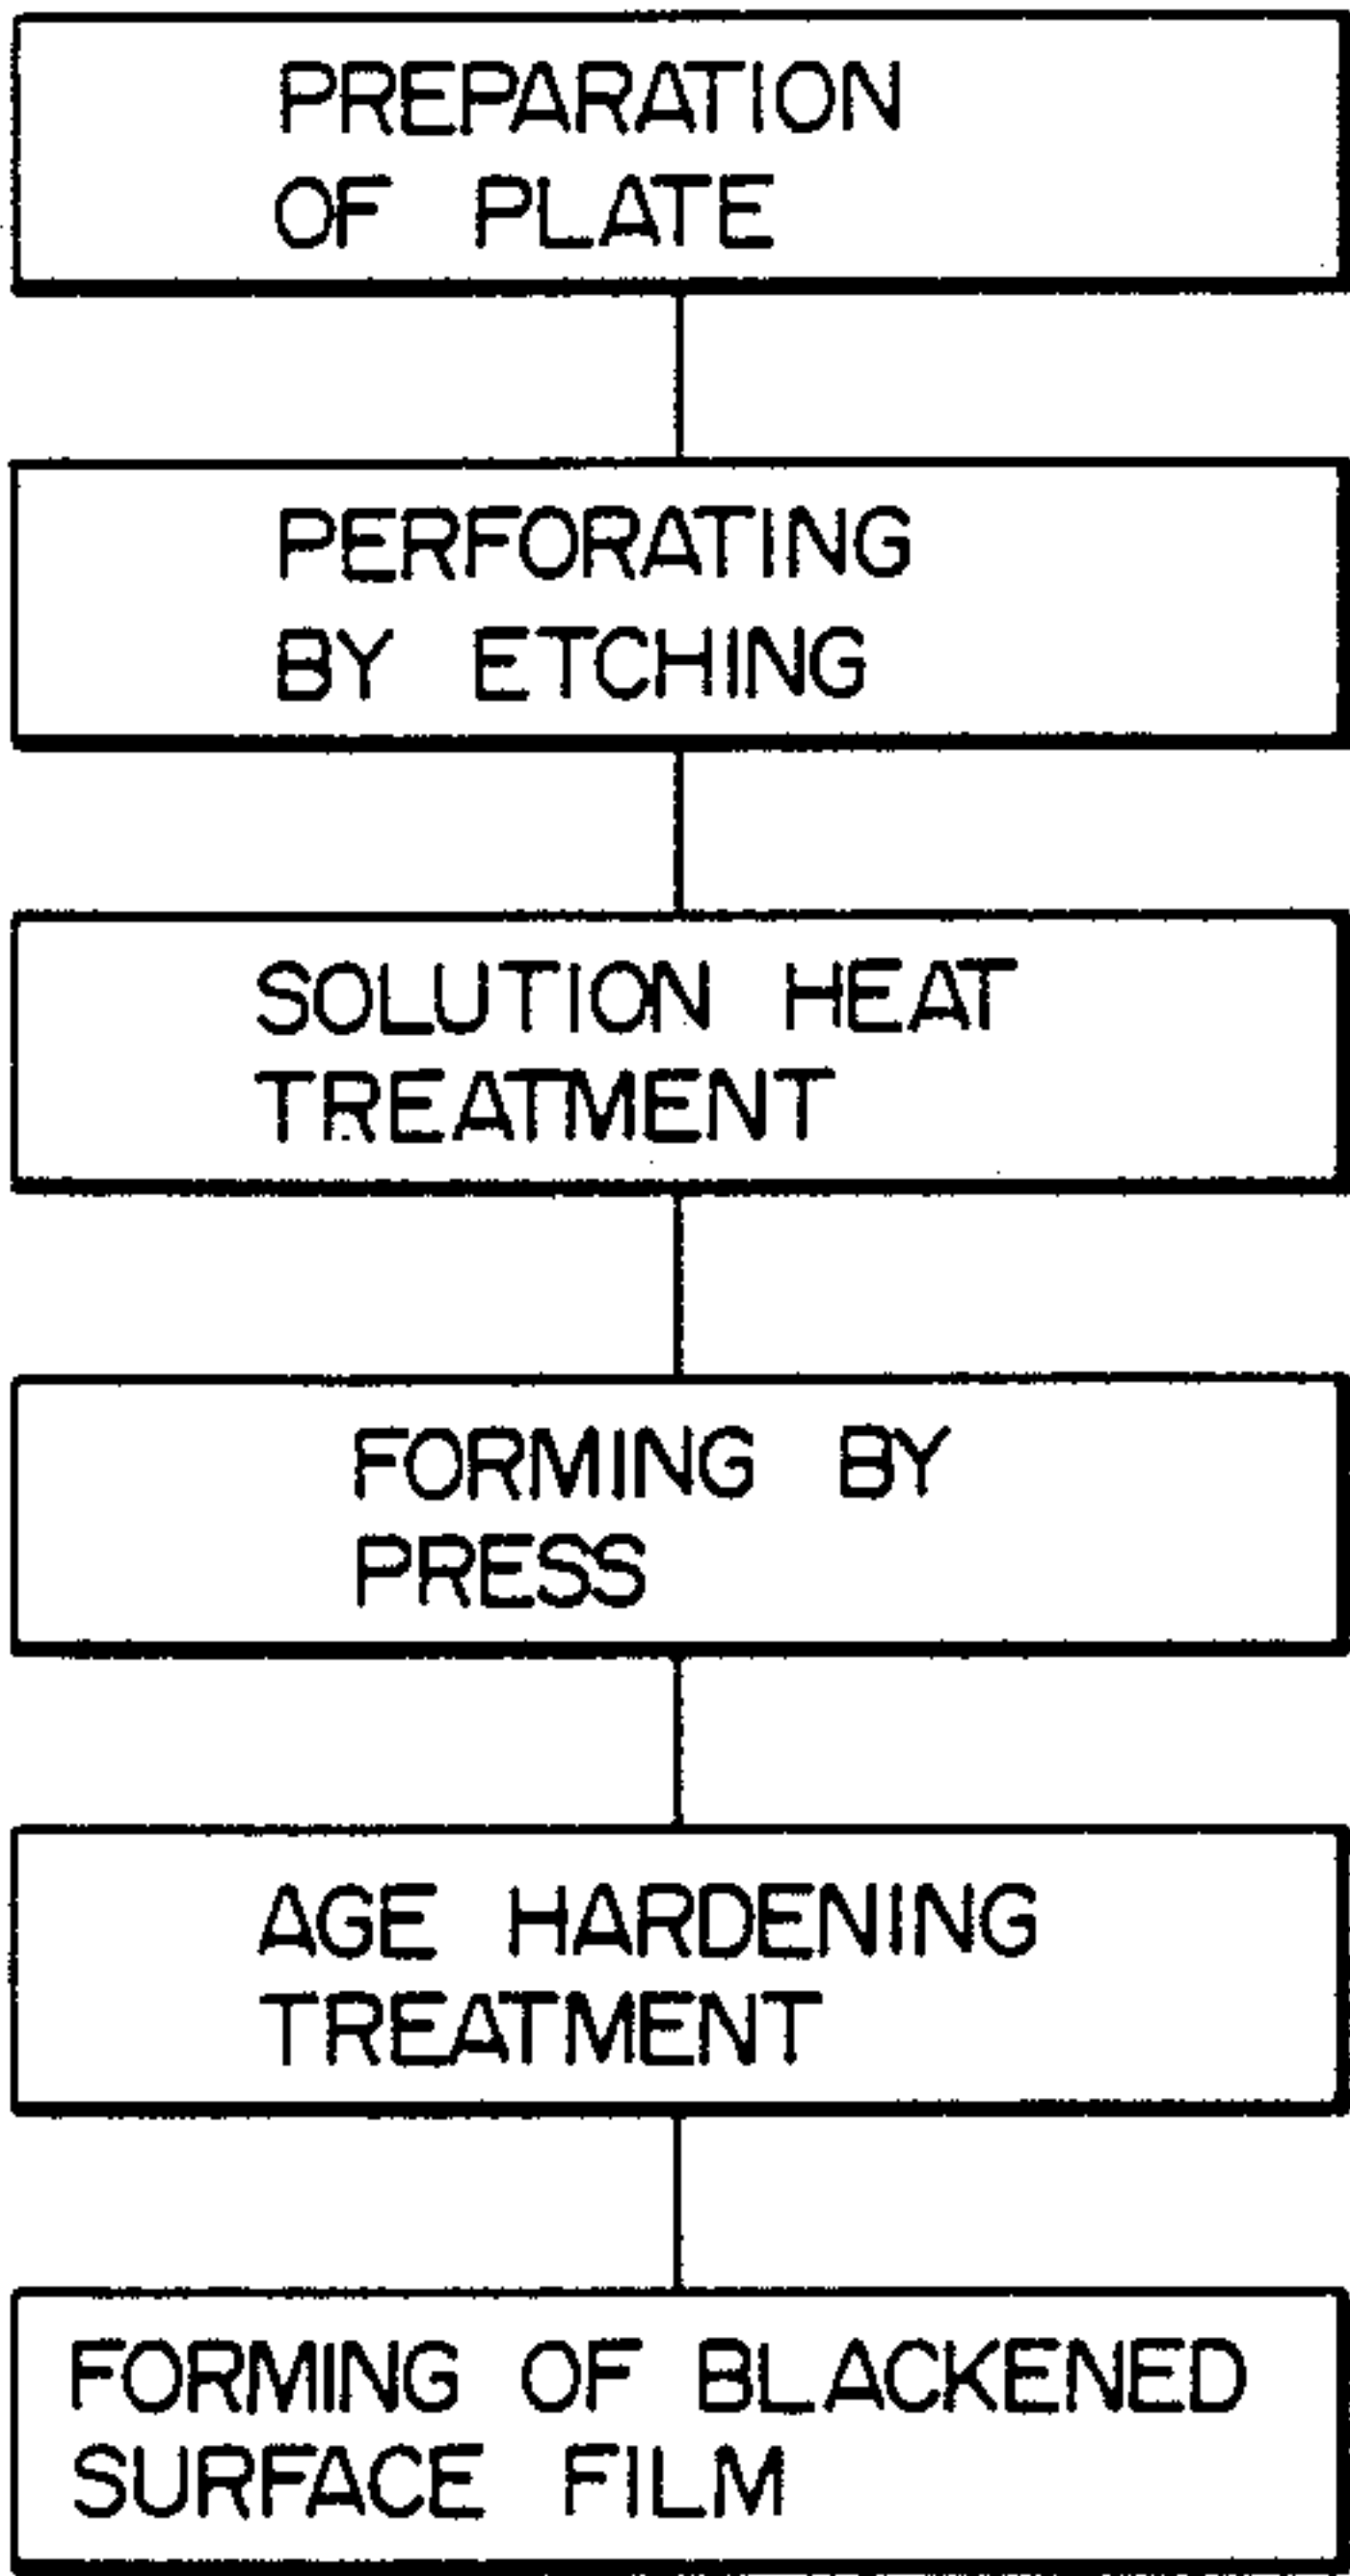 PREPARATION
OF PLATE
PERFORATING
BY ETCHING
SOLUTION HEAT
TREATMENT
FORMING BY
PRESS
AGE HARDENING
TREATMENT
FORMING OF BLACKENED
SURFACE FILM